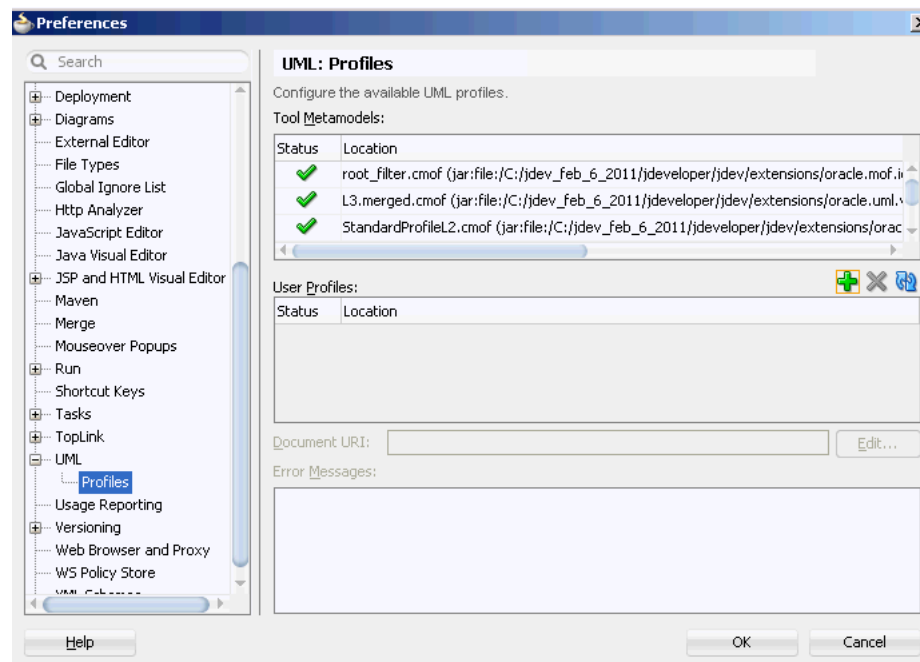 Preferences
Search
Deployment
Diagrams
External Editor
File Types
Global Ignore List
Http Analyzer
JavaScript Editor
Java Visual Editor
JSP and HTML Visual Editor
Maven
Merge
Mouseover Popups
Run
Shortcut Keys
Tasks
TopLink
UML
Profiles
Usage Reporting
Versioning
Web Browser and Proxy
WS Policy Store
XML Schemas
UML: Profiles
Configure the available UML profiles.
Tool Metamodels:
Status Location
root_filter.cmof (jar:file:/C:/jdev_feb_6_2011/jdeveloper/jdev/extensions/oracle.mof.i
L3.merged.cmof (jar:file:/C:/jdev_feb_6_2011/jdeveloper/jdev/extensions/oracle.uml.v
StandardProfileL2.cmof (jar:file:/C:/jdev_feb_6_2011/jdeveloper/jdev/extensions/orac
User Profiles:
Status Location
Document URI:
Edit...
Error Messages:
Help
OK
Cancel